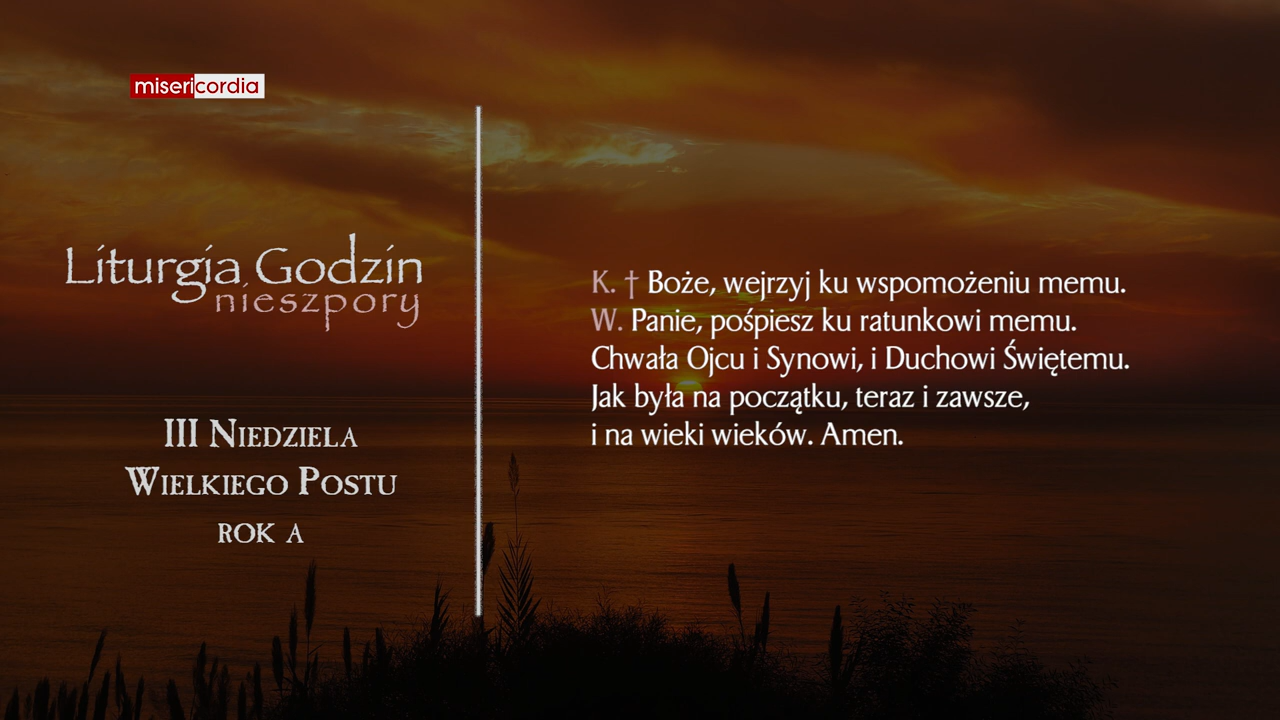 misericordia
Liturgia Godzin
nieszpory
III Niedziela
Wielkiego Postu
rok a
K. † Boże, wejrzyj ku wspomożeniu memu.
W. Panie, pośpiesz ku ratunkowi memu.
Chwała Ojcu i Synowi, i Duchowi Świętemu.
Jak była na początku, teraz i zawsze,
i na wieki wieków. Amen.